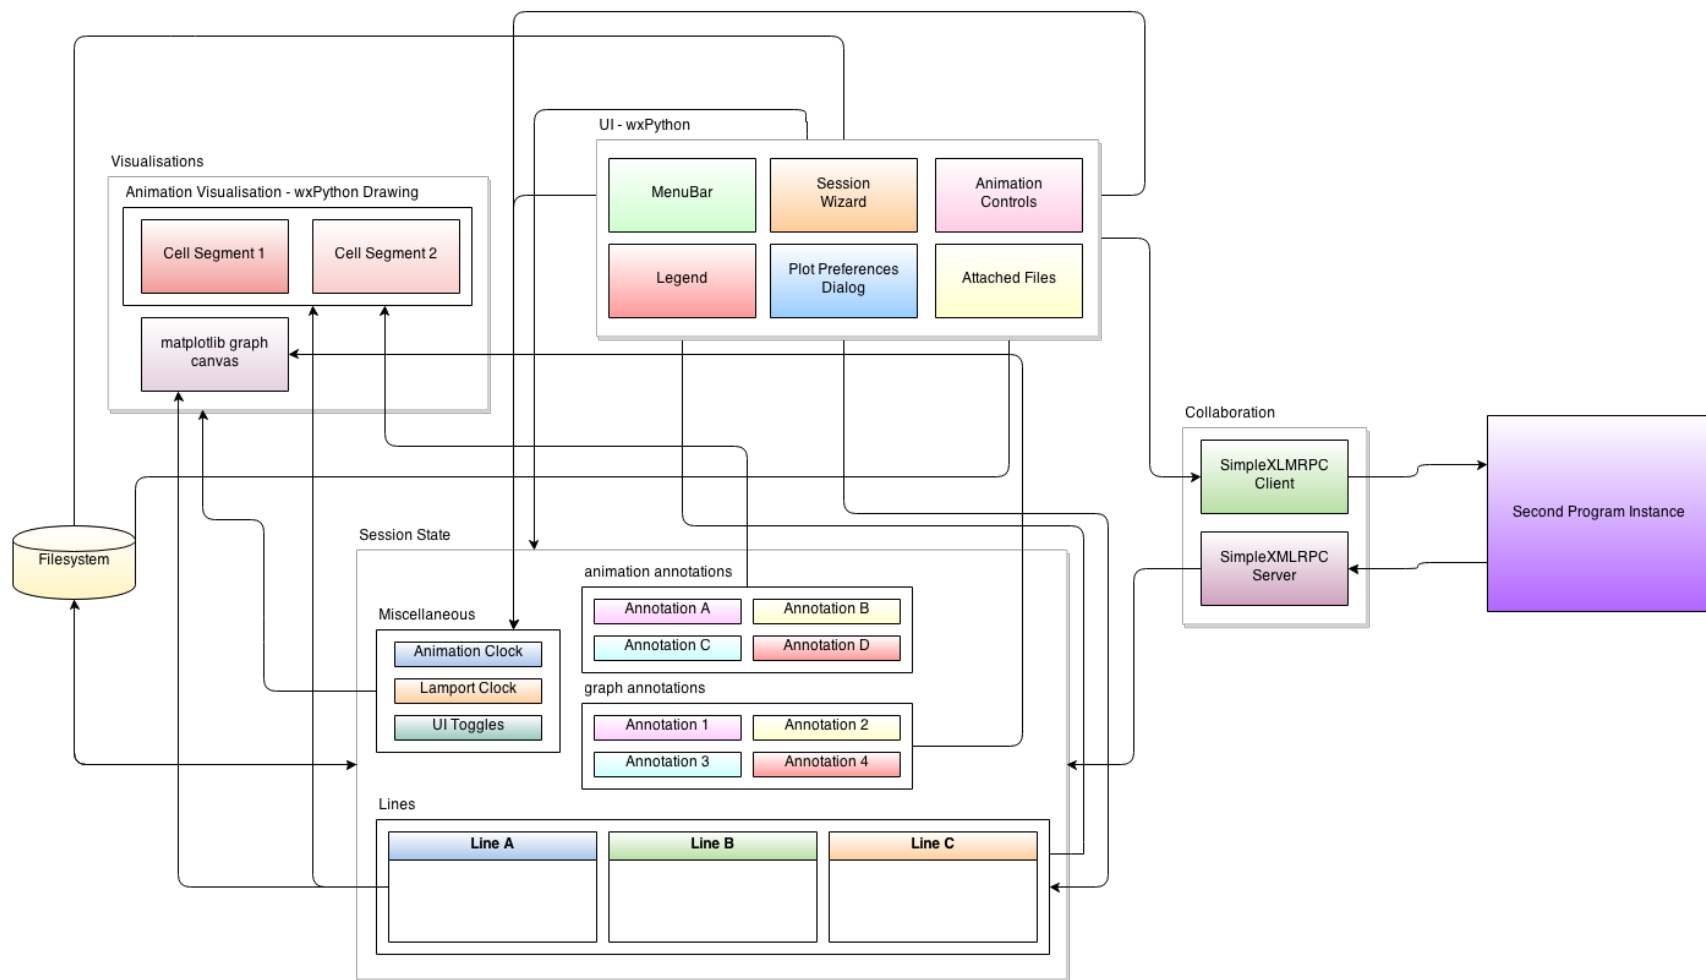 UI - wxPython
MenuBar
Session
Wizard
Animation
Controls
Legend
Plot Preferences
Dialog
Attached Files
Visualisations
Animation Visualisation - wxPython Drawing
Cell Segment 1
Cell Segment 2
matplotlib graph
canvas
Collaboration
SimpleXLMRPC
Client
SimpleXMLRPC
Server
Second Program Instance
Filesystem
Session State
Miscellaneous
Animation Clock
Lamport Clock
UI Toggles
animation annotations
Annotation A
Annotation B
Annotation C
Annotation D
graph annotations
Annotation 1
Annotation 2
Annotation 3
Annotation 4
Lines
Line A
Line B
Line C